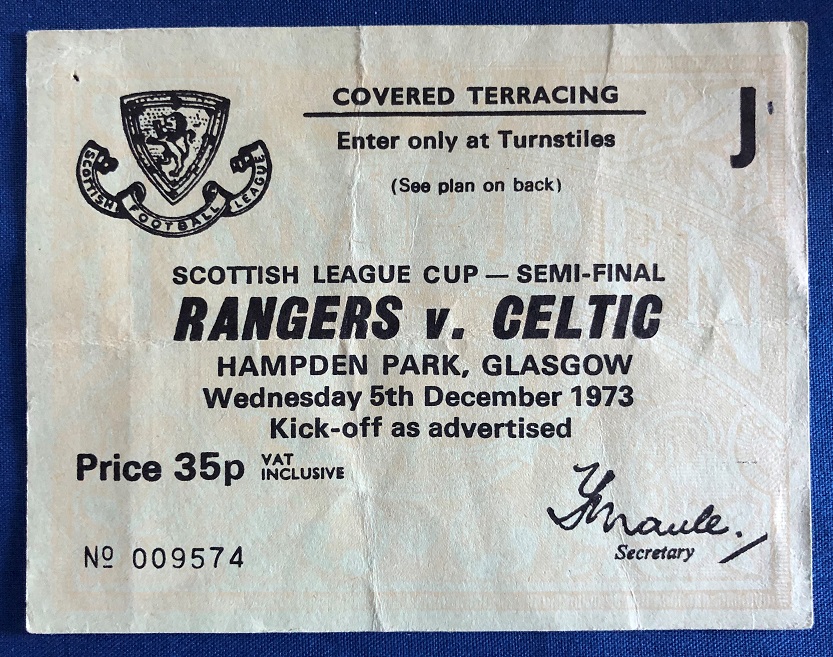 COVERED TERRACING
J
Enter only at Turnstiles
(See plan on back)
SCOTTISH FOOTBALL LEAGUE
SCOTTISH LEAGUE CUP — SEMI-FINAL
RANGERS v. CELTIC
HAMPDEN PARK, GLASGOW
Wednesday 5th December 1973
Kick-off as advertised
Price 35p VAT INCLUSIVE
Secretary
Nº 009574